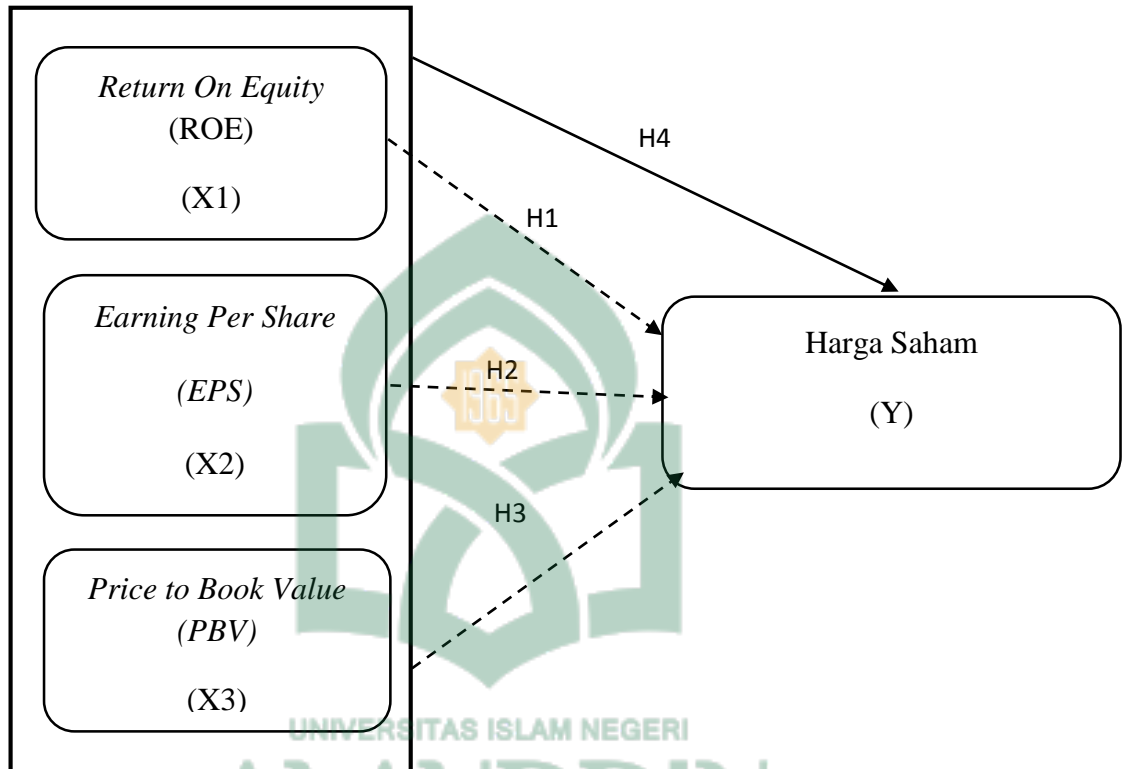 Return On Equity
(ROE)
(X1)
H4
H1
Earning Per Share
(EPS)
(X2)
H2
Harga Saham
(Y)
1965
H3
Price to Book Value
(PBV)
(X3)
UNIVERSITAS ISLAM NEGERI